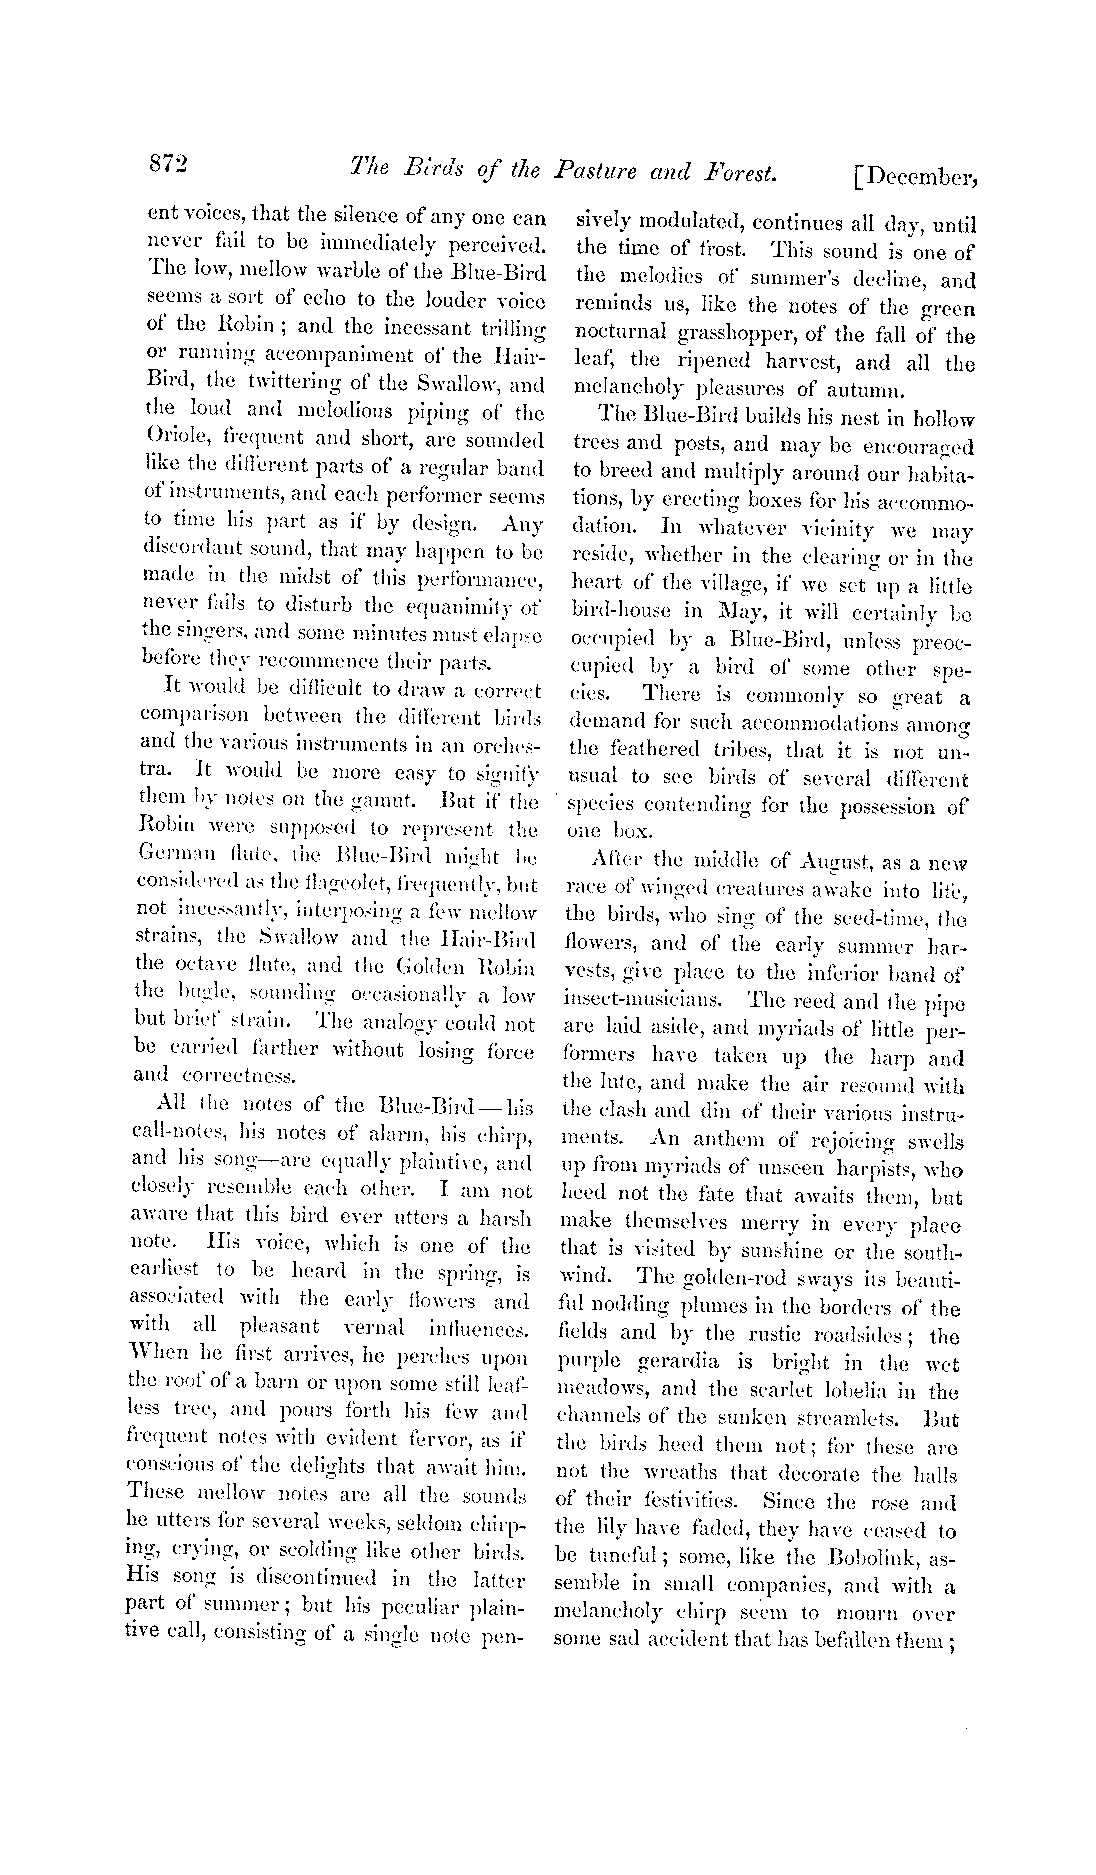 872
The Birds of the Pasture and Forest.
[December,
ent voices, that the silence of any one can
never fail to be immediately perceived.
The low, mellow warble of the Blue-Bird
seems a sort of echo to the louder voice
of the Robin; and the incessant trilling
or running accompaniment of the Hair-
Bird, the twittering of the Swallow, and
the loud and melodious piping of the
Oriole, frequent and short, are sounded
like the different parts of a regular band
of instruments, and each performer seems
to time his part as if by design. Any
discordant sound, that may happen to be
made in the midst of this performance,
never fails to disturb the equanimity of
the singers, and some minutes must elapse
before they recommence their parts.
It would be difficult to draw a correct
comparison between the different birds
and the various instruments in an orches-
tra. It would be more easy to signify
them by notes on the gamut. But if the
Robin were supposed to represent the
German flute, the Blue-Bird might be
considered as the flageolet, frequently, but
not incessantly, interposing a few mellow
strains, the Swallow and the Hair-Bird
the octave flute, and the Golden Robin
the bugle, sounding occasionally a low
but brief strain. The analogy could not
be carried farther without losing force
and correctness.
All the notes of the Blue-Bird—his
call-notes, his notes of alarm, his chirp,
and his song—are equally plaintive, and
closely resemble each other. I am not
aware that this bird ever utters a harsh
note. His voice, which is one of the
earliest to be heard in the spring, is
associated with the early flowers and
with all pleasant vernal influences.
When he first arrives, he perches upon
the roof of a barn or upon some still leaf-
less tree, and pours forth his few and
frequent notes with evident fervor, as if
conscious of the delights that await him.
These mellow notes are all the sounds
he utters for several weeks, seldom chirp-
ing, crying, or scolding like other birds.
His song is discontinued in the latter
part of summer; but his peculiar plain-
tive call, consisting of a single note pen-
sively modulated, continues all day, until
the time of frost. This sound is one of
the melodies of summer's decline, and
reminds us, like the notes of the green
nocturnal grasshopper, of the fall of the
leaf, the ripened harvest, and all the
melancholy pleasures of autumn.
The Blue-Bird builds his nest in hollow
trees and posts, and may be encouraged
to breed and multiply around our habita-
tions, by erecting boxes for his accommo-
dation. In whatever vicinity we may
reside, whether in the clearing or in the
heart of the village, if we set up a little
bird-house in May, it will certainly be
occupied by a Blue-Bird, unless preoc-
cupied by a bird of some other spe-
cies. There is commonly so great a
demand for such accommodations among
the feathered tribes, that it is not un-
usual to see birds of several different
species contending for the possession of
one box.
After the middle of August, as a new
race of winged creatures awake into life,
the birds, who sing of the seed-time, the
flowers, and of the early summer har-
vests, give place to the inferior band of
insect-musicians. The reed and the pipe
are laid aside, and myriads of little per-
formers have taken up the harp and
the lute, and make the air resound with
the clash and din of their various instru-
ments. An anthem of rejoicing swells
up from myriads of unseen harpists, who
heed not the fate that awaits them, but
make themselves merry in every place
that is visited by sunshine or the south-
wind. The golden-rod sways its beauti-
ful nodding plumes in the borders of the
fields and by the rustic roadsides; the
purple gerardia is bright in the wet
meadows, and the scarlet lobelia in the
channels of the sunken streamlets. But
the birds heed them not; for these are
not the wreaths that decorate the halls
of their festivities. Since the rose and
the lily have faded, they have ceased to
be tuneful; some, like the Bobolink, as-
semble in small companies, and with a
melancholy chirp seem to mourn over
some sad accident that has befallen them;